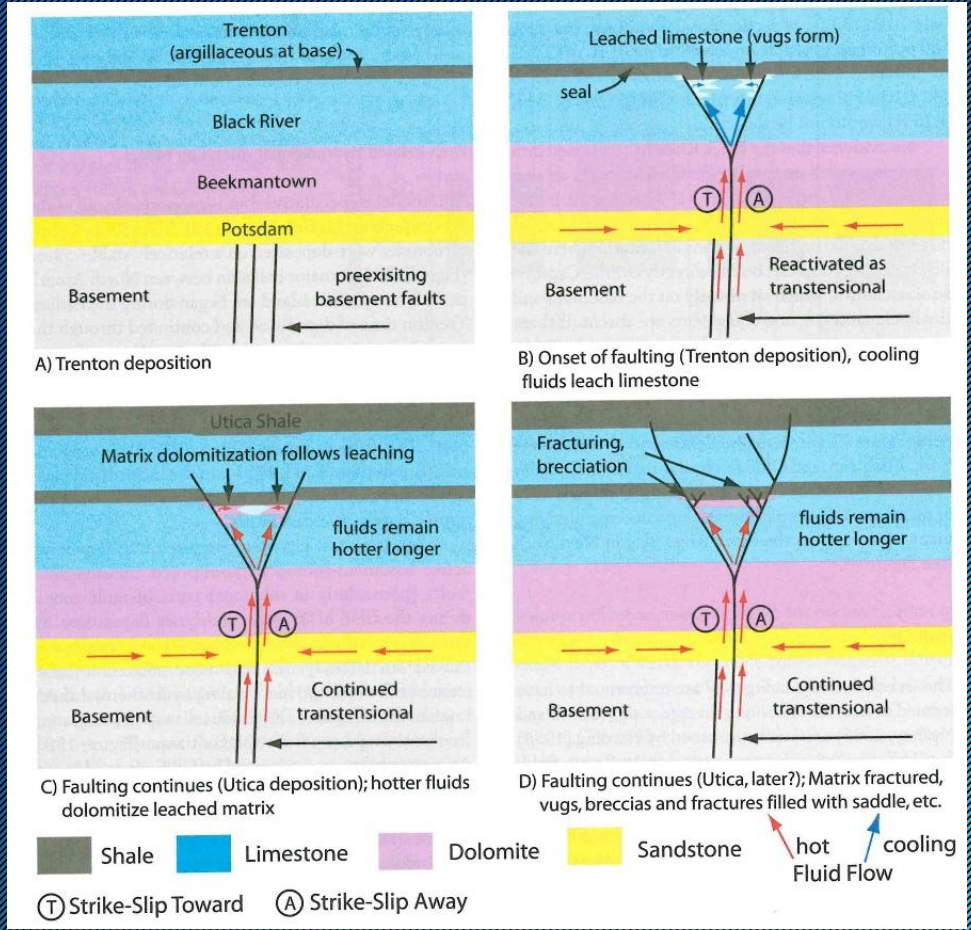 Trenton
(argillaceous at base)
Black River
Beekmantown
Potsdam
Basement
preexisitng
basement faults
A) Trenton deposition
Leached limestone (vugs form)
seal
T
A
Basement
Reactivated as
transtensional
B) Onset of faulting (Trenton deposition), cooling
fluids leach limestone
Utica Shale
Matrix dolomitization follows leaching
fluids remain
hotter longer
T
A
Basement
Continued
transtensional
C) Faulting continues (Utica deposition); hotter fluids
dolomitize leached matrix
Fracturing,
brecciation
fluids remain
hotter longer
T
A
Basement
Continued
transtensional
D) Faulting continues (Utica, later?); Matrix fractured,
vugs, breccias and fractures filled with saddle, etc.
Shale
Limestone
Dolomite
Sandstone
hot
cooling
Fluid Flow
T Strike-Slip Toward
A Strike-Slip Away